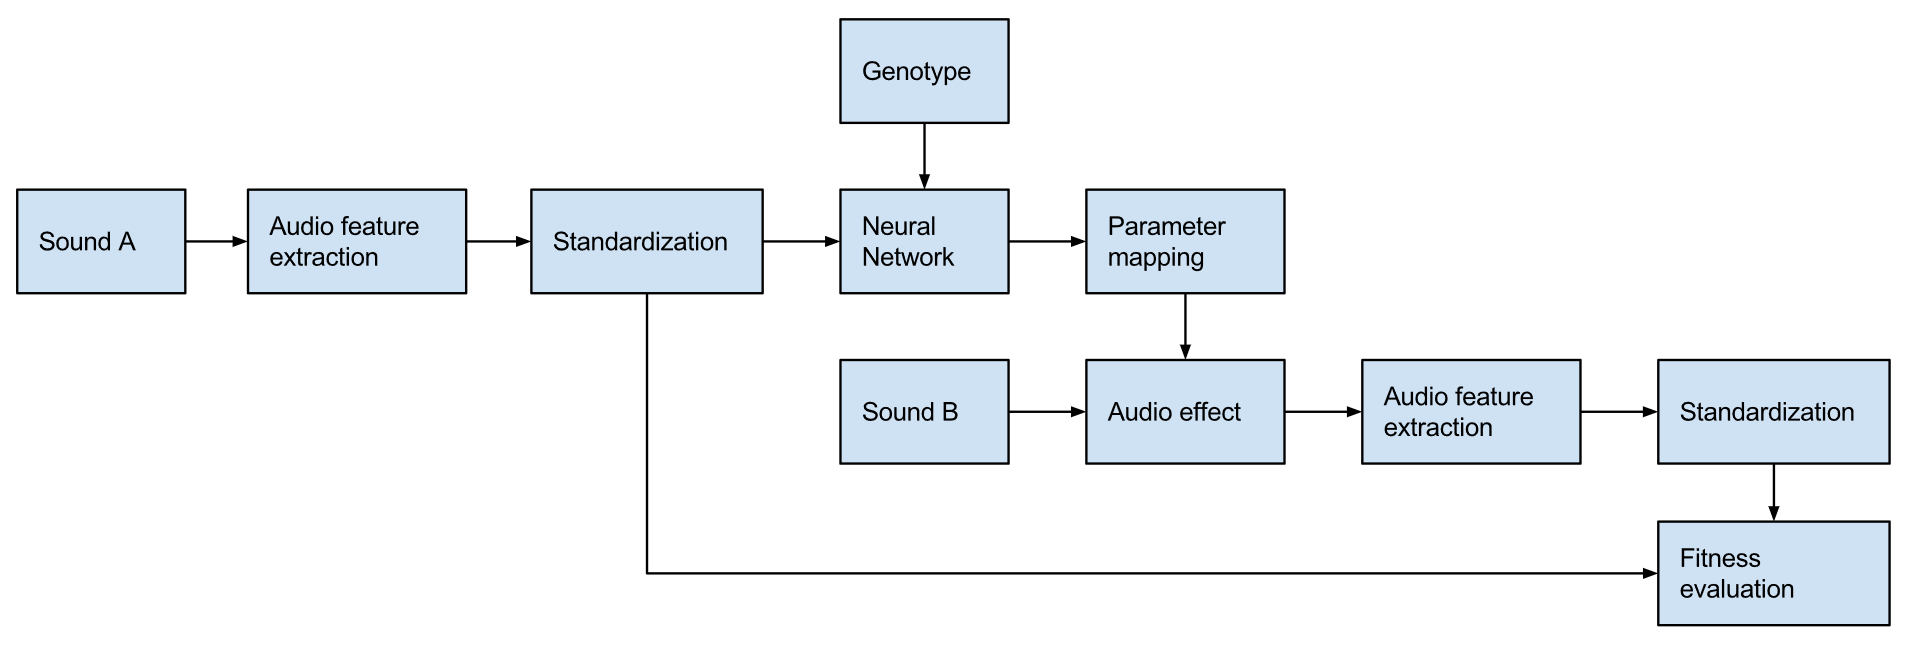 Genotype
Sound A
Audio feature
extraction
Standardization
Neural
Network
Parameter
mapping
Sound B
Audio effect
Audio feature
extraction
Standardization
Fitness
evaluation